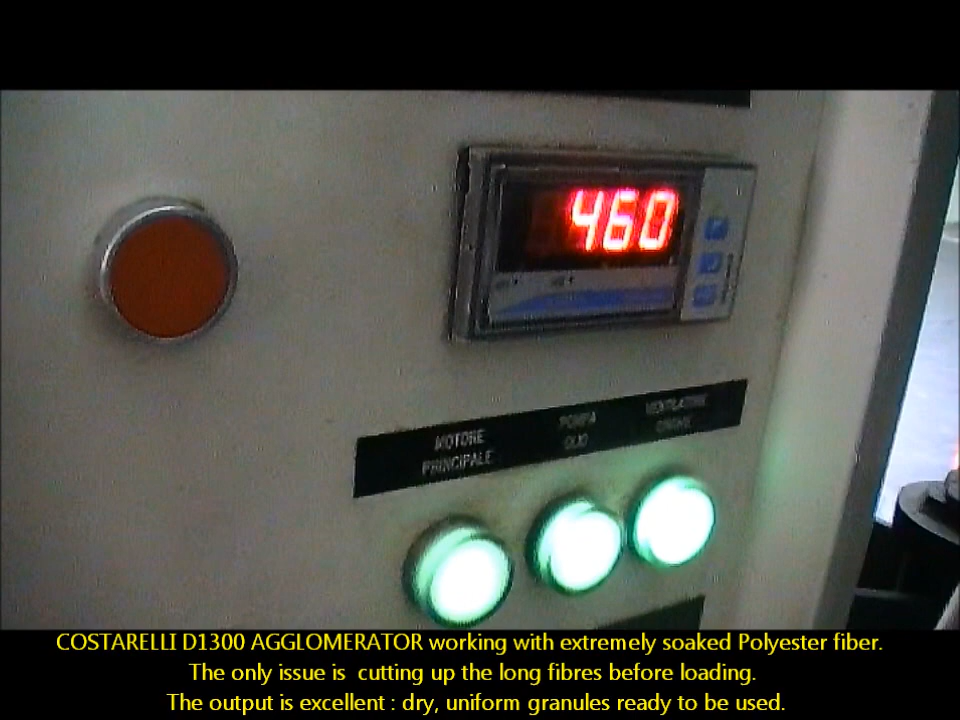 460
MOTORE
PRINCIPALE
POMPA
OLIO
VENTILATORE
COSTARELLI D1300 AGGLOMERATOR working with extremely soaked Polyester fiber.
The only issue is cutting up the long fibres before loading.
The output is excellent : dry, uniform granules ready to be used.